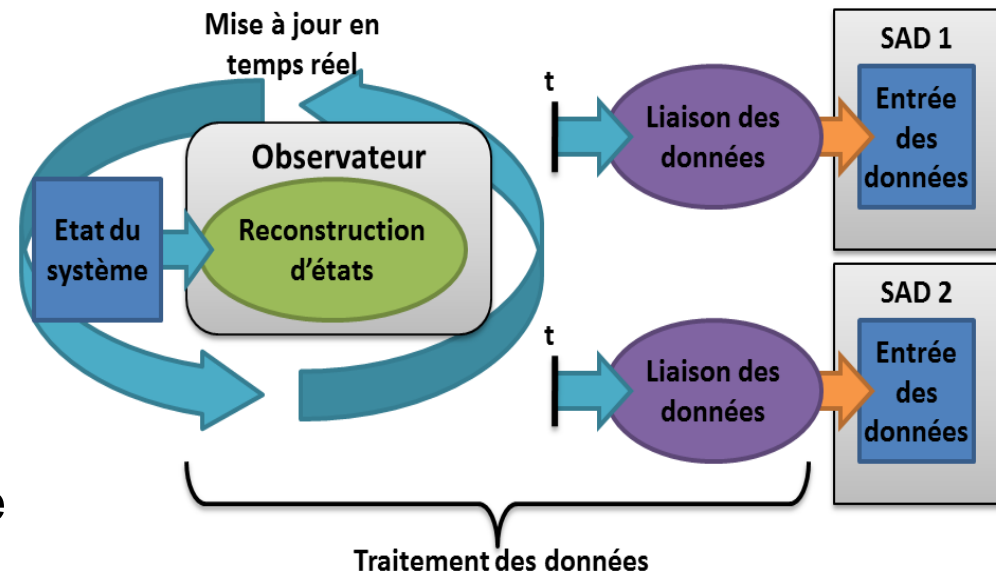 Mise à jour en
temps réel
Observateur
Etat du
système
Reconstruction
d'états
t
Liaison des
données
SAD 1
Entrée
des
données
t
Liaison des
données
SAD 2
Entrée
des
données
e
Traitement des données